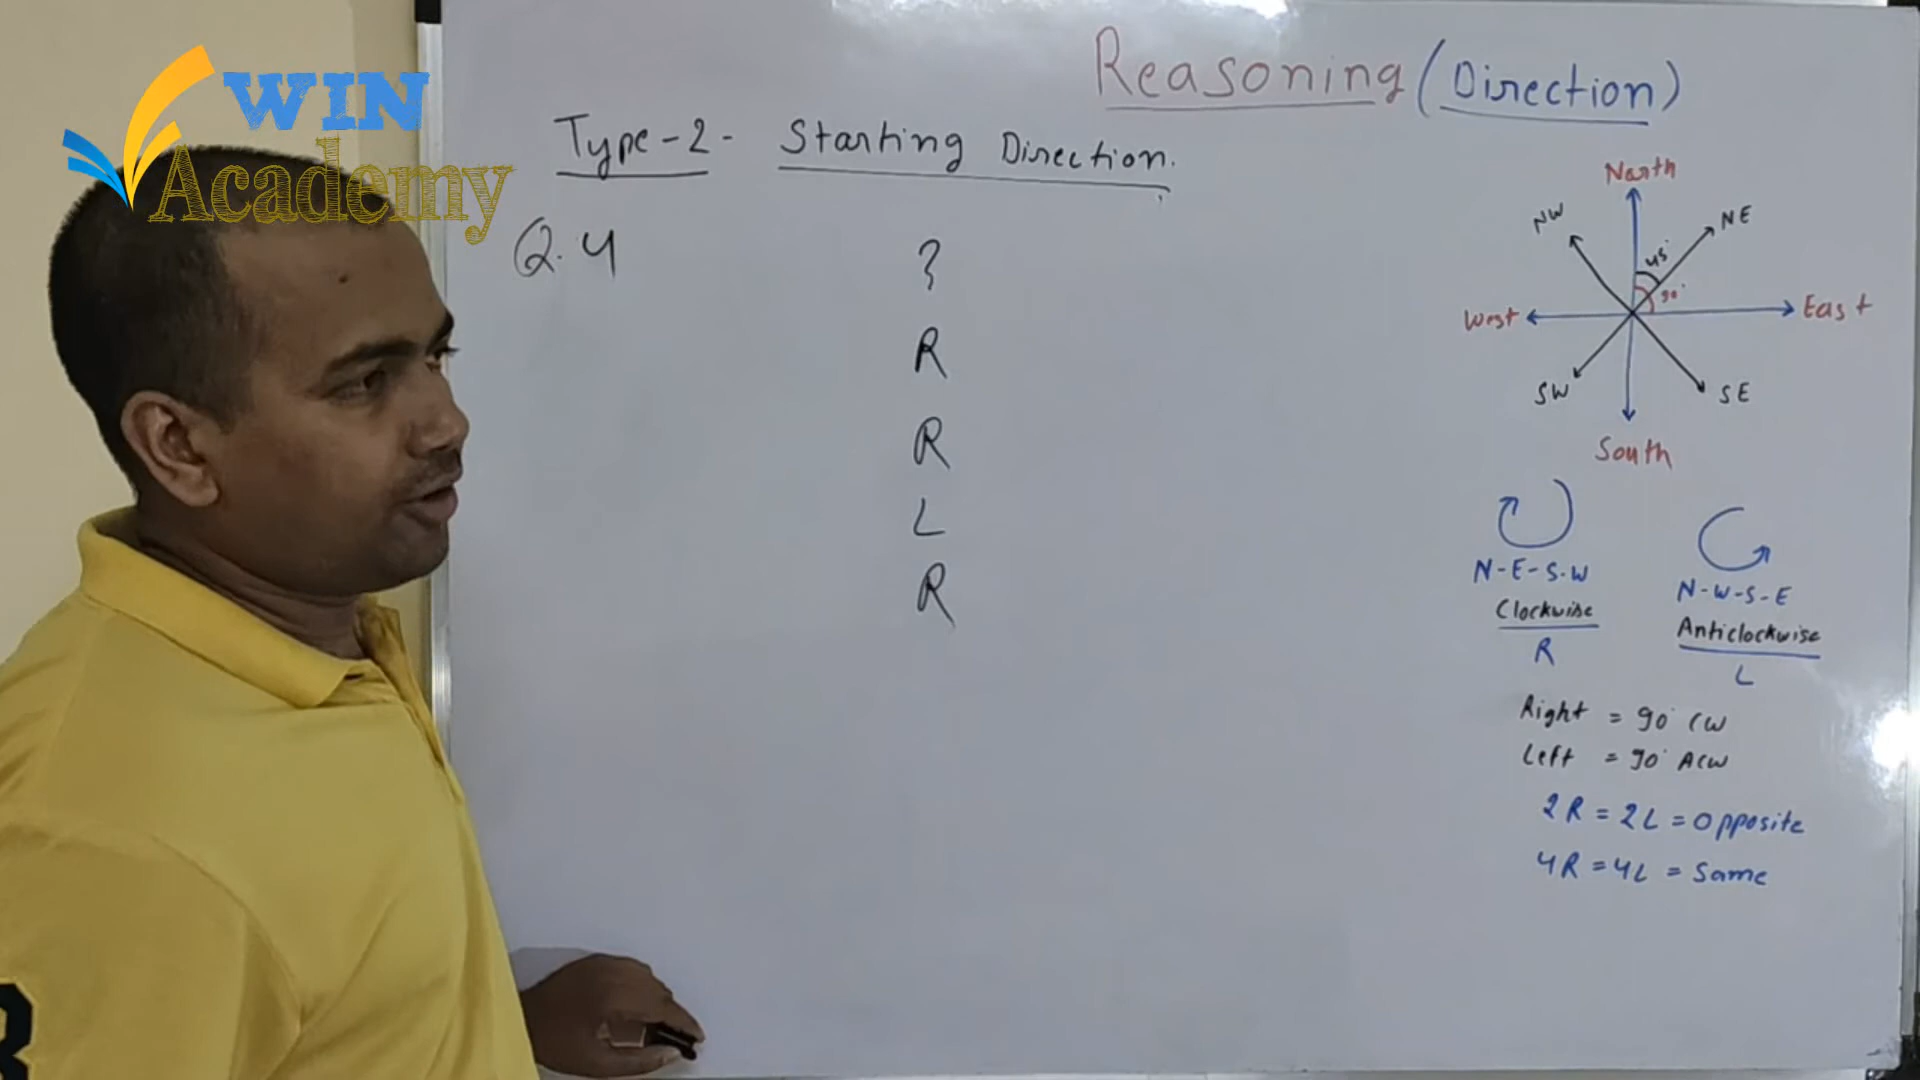 WIN
Academy
Reasoning (Direction)
Type-2- Starting Direction.
Q.4
?
R
R
L
R
North
NW
NE
45°
90°
West
East
SW
SE
South
N-E-S-W
Clockwise
R
N-W-S-E
Anticlockwise
L
Right = 90° CW
Left = 90° ACW
2R = 2L = Opposite
4R = 4L = Same
3